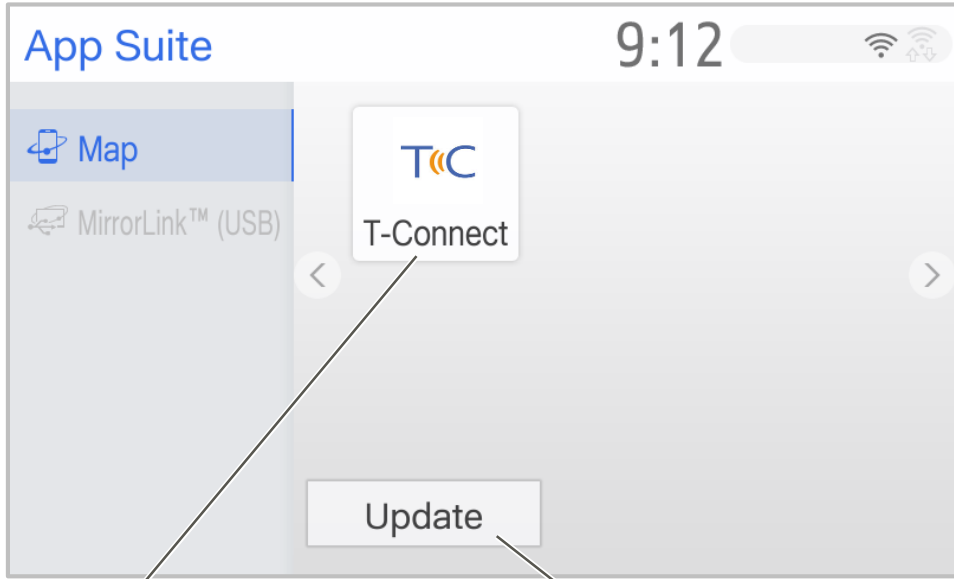 App Suite
9:12
Map
MirrorLink™ (USB)
T((C
T-Connect
Update